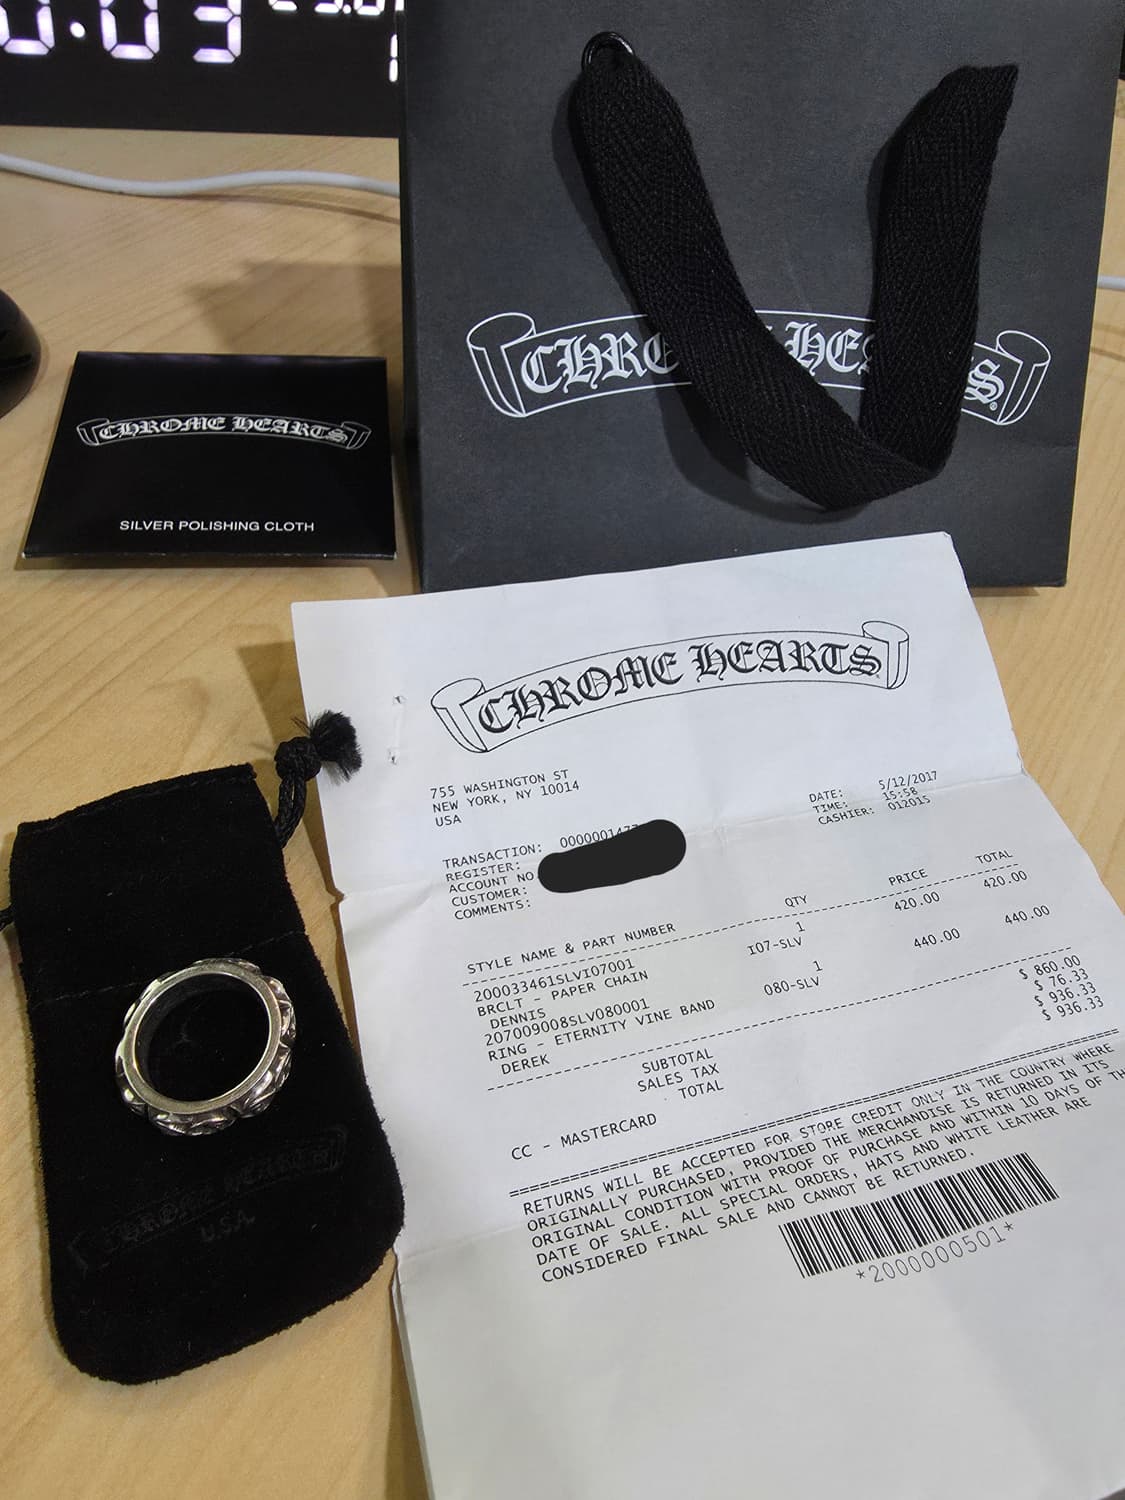 CHROME HEARTS
SILVER POLISHING CLOTH
CHROME HEARTS
755 WASHINGTON ST
NEW YORK, NY 10014
USA
DATE: 5/12/2017
TIME: 15:58
CASHIER: 012015
TRANSACTION:
REGISTER:
ACCOUNT NO
CUSTOMER:
COMMENTS:
STYLE NAME & PART NUMBER QTY PRICE TOTAL
200033461SLVI07001 1 420.00 420.00
BRCLT - PAPER CHAIN I07-SLV
DENNIS
207009008SLV080001 1 440.00 440.00
RING - ETERNITY VINE BAND 080-SLV
DEREK
SUBTOTAL $ 860.00
SALES TAX $ 76.33
TOTAL $ 936.33
CC - MASTERCARD $ 936.33
RETURNS WILL BE ACCEPTED FOR STORE CREDIT ONLY IN THE COUNTRY WHERE
ORIGINALLY PURCHASED, PROVIDED THE MERCHANDISE IS RETURNED IN ITS
ORIGINAL CONDITION WITH PROOF OF PURCHASE AND WITHIN 10 DAYS OF
DATE OF SALE. ALL SPECIAL ORDERS, HATS AND WHITE LEATHER ARE
CONSIDERED FINAL SALE AND CANNOT BE RETURNED.
*2000000501*
CHROME HEARTS
U.S.A.